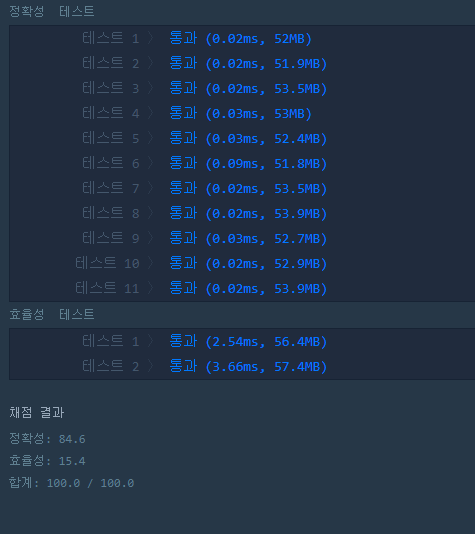 정확성  테스트
테스트 1 〉 통과 (0.02ms, 52MB)
테스트 2 〉 통과 (0.02ms, 51.9MB)
테스트 3 〉 통과 (0.02ms, 53.5MB)
테스트 4 〉 통과 (0.03ms, 53MB)
테스트 5 〉 통과 (0.03ms, 52.4MB)
테스트 6 〉 통과 (0.09ms, 51.8MB)
테스트 7 〉 통과 (0.02ms, 53.5MB)
테스트 8 〉 통과 (0.02ms, 53.9MB)
테스트 9 〉 통과 (0.03ms, 52.7MB)
테스트 10 〉 통과 (0.02ms, 52.9MB)
테스트 11 〉 통과 (0.02ms, 53.9MB)
효율성  테스트
테스트 1 〉 통과 (2.54ms, 56.4MB)
테스트 2 〉 통과 (3.66ms, 57.4MB)
채점 결과
정확성: 84.6
효율성: 15.4
합계: 100.0 / 100.0